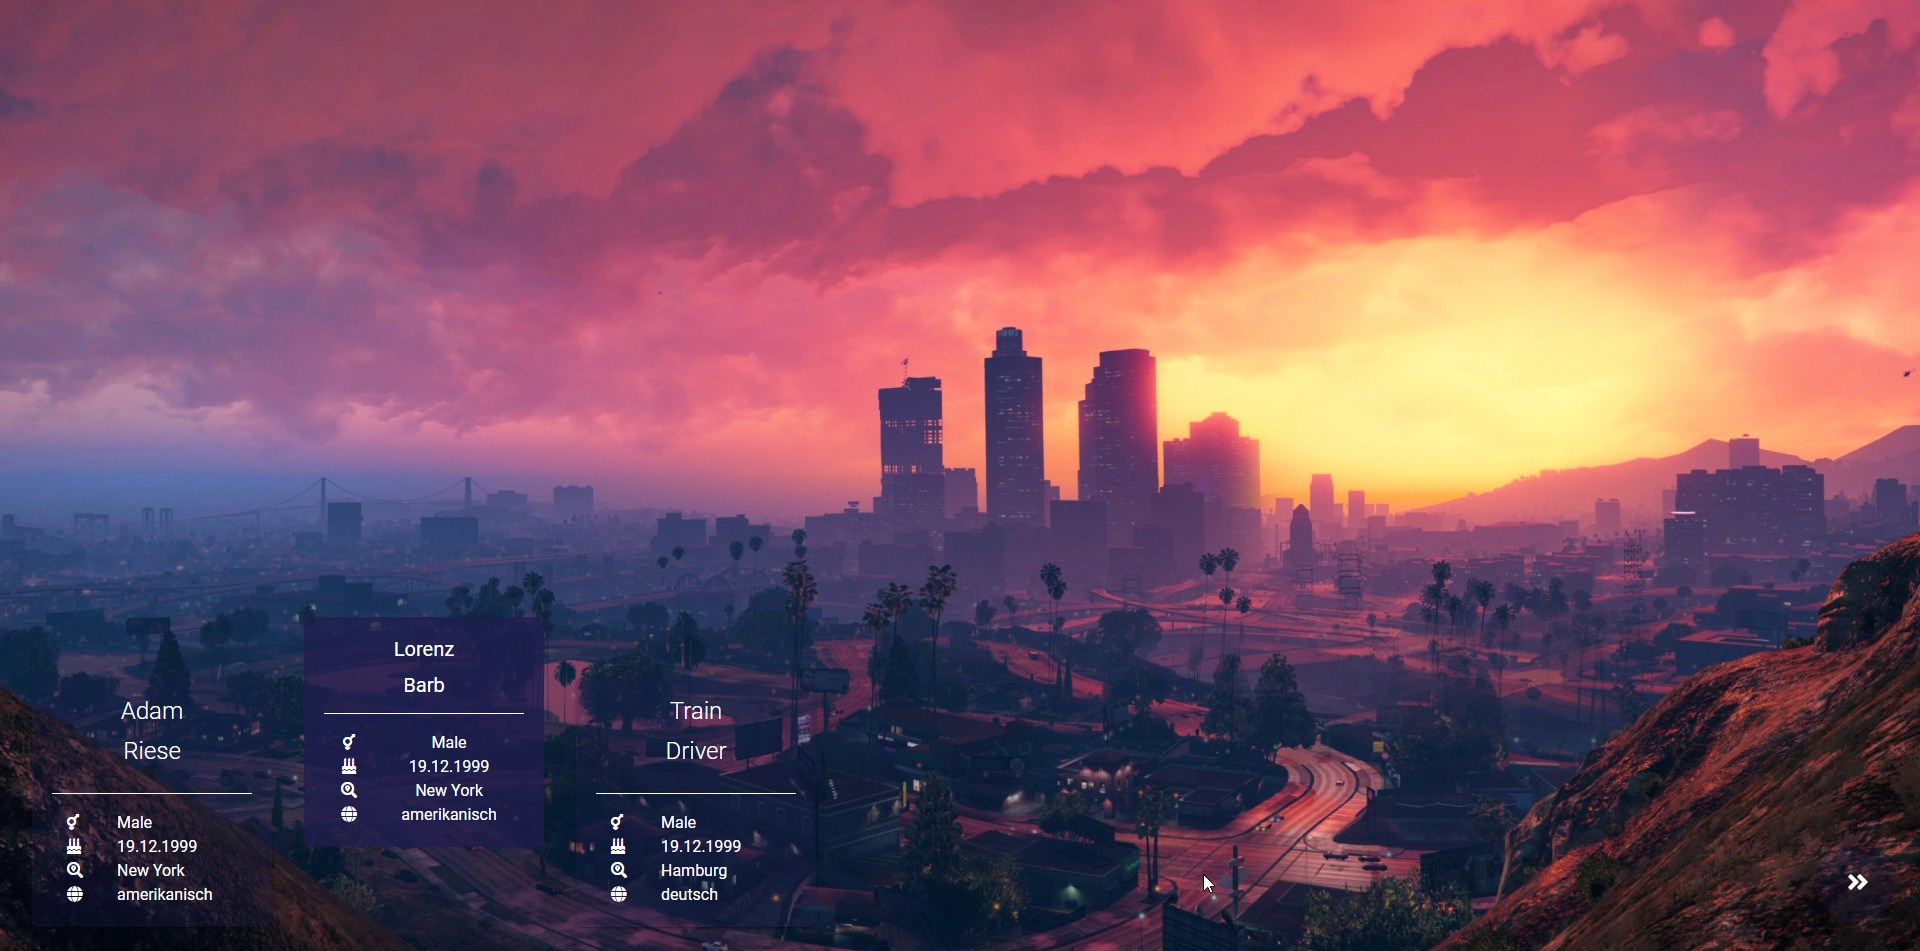 Adam
Riese
Male
19.12.1999
New York
amerikanisch
Lorenz
Barb
Male
19.12.1999
New York
amerikanisch
Train
Driver
Male
19.12.1999
Hamburg
deutsch